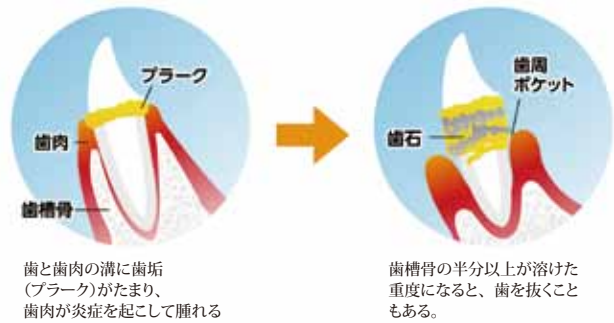 プラーク
歯肉
歯槽骨
歯周
ポケット
歯石
歯と歯肉の溝に歯垢
(プラーク)がたまり、
歯肉が炎症を起こして腫れる
歯槽骨の半分以上が溶けた
重度になると、歯を抜くこと
もある。